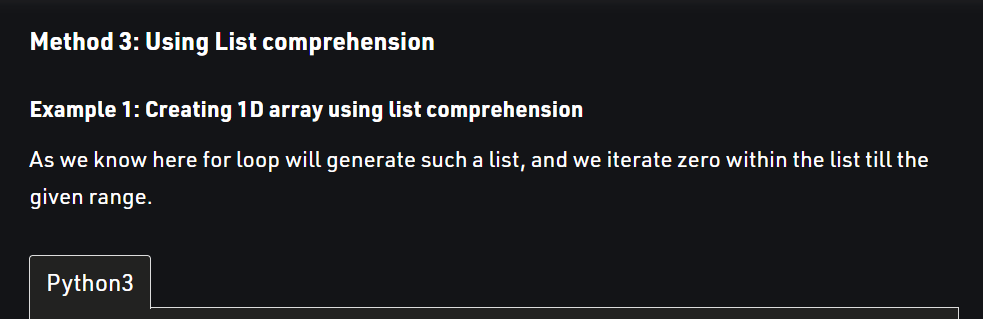 Method 3: Using List comprehension
Example 1: Creating 1D array using list comprehension
As we know here for loop will generate such a list, and we iterate zero within the list till the
given range.
Python3